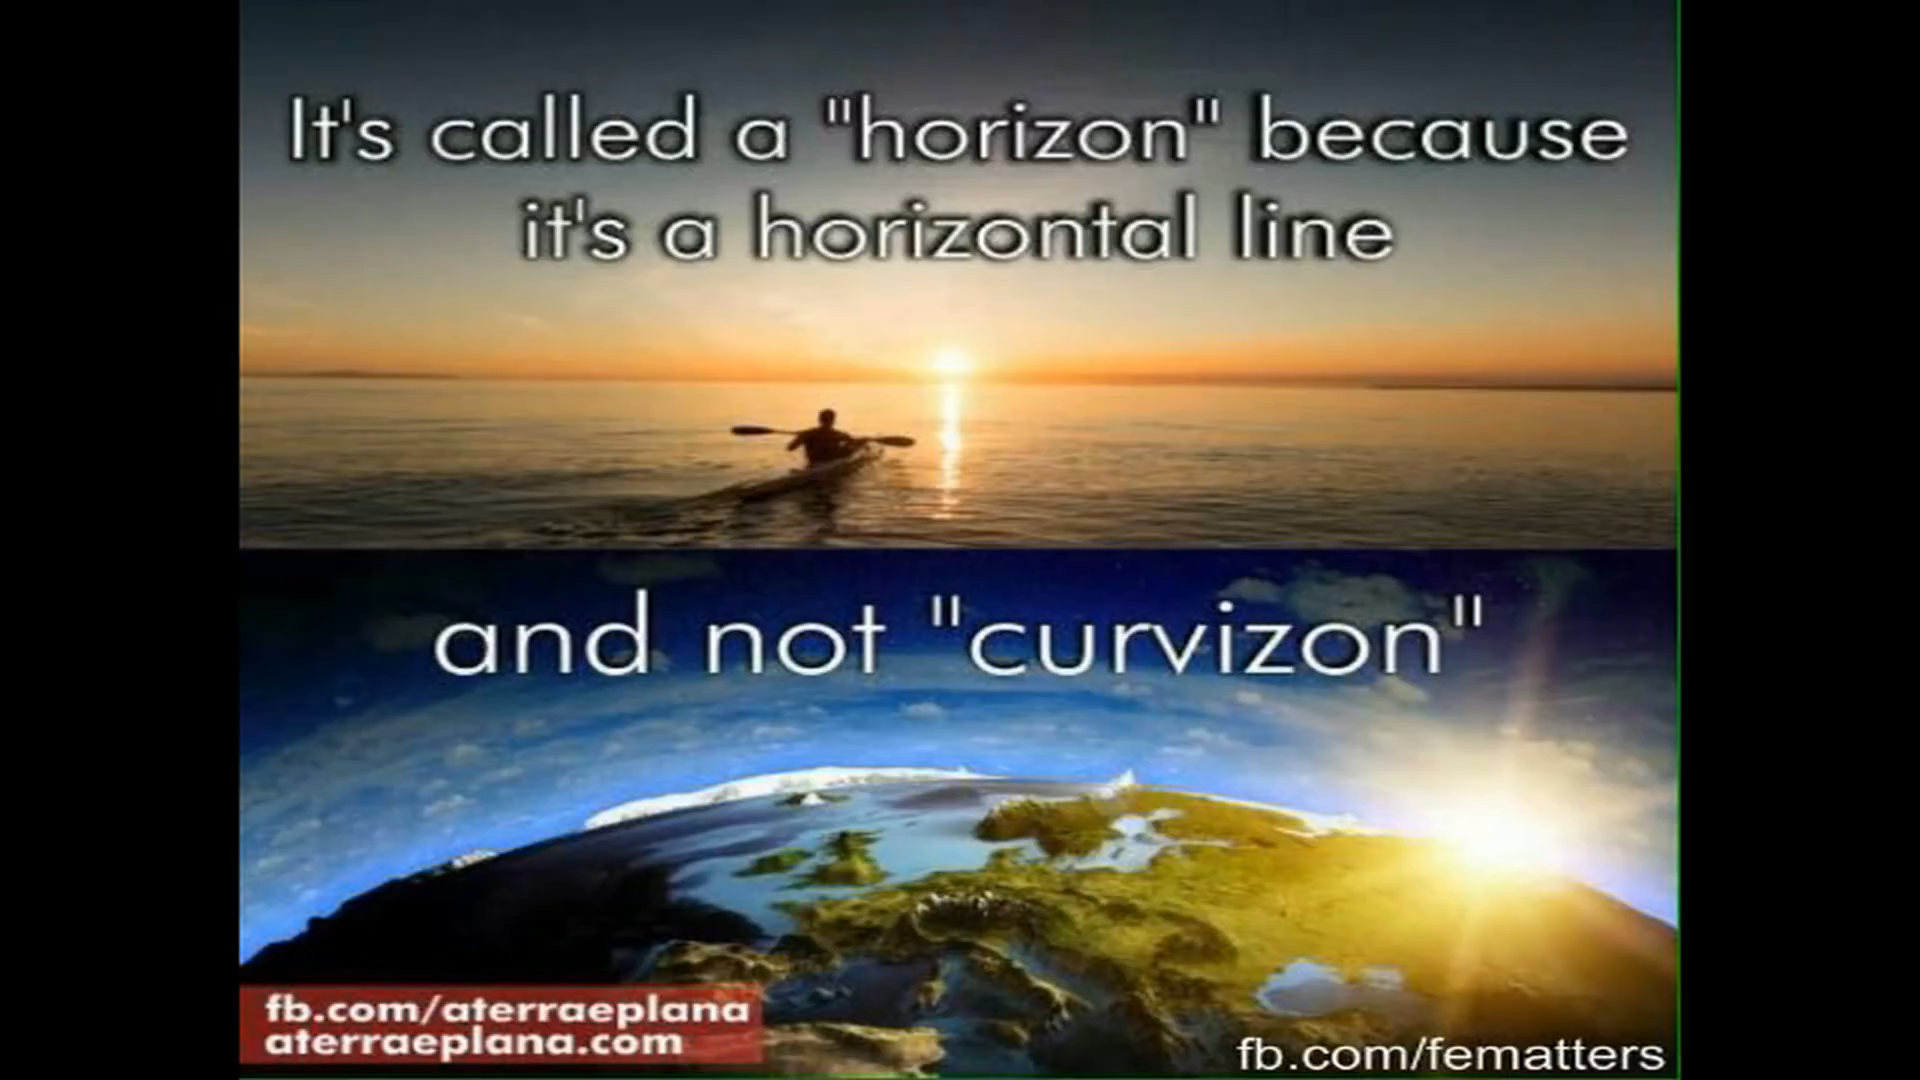 It's called a "horizon" because
it's a horizontal line
and not "curvizon"
fb.com/aterraeplana
aterraeplana.com
fb.com/fematters